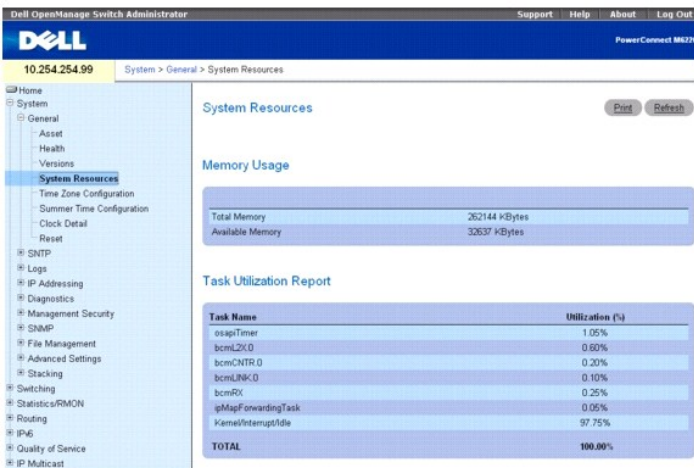 Dell OpenManage Switch Administrator
Support Help About Log Out
DELL
PowerConnect M6220
10.254.254.99
System > General > System Resources
Home
System
General
Asset
Health
Versions
System Resources
Time Zone Configuration
Summer Time Configuration
Clock Detail
Reset
SNTP
Logs
IP Addressing
Diagnostics
Management Security
SNMP
File Management
Advanced Settings
Stacking
Switching
Statistics/RMON
Routing
IPv6
Quality of Service
IP Multicast
System Resources
Print Refresh
Memory Usage
Total Memory 262144 KBytes
Available Memory 32637 KBytes
Task Utilization Report
Task Name Utilization (%)
osapiTimer 1.05%
bcmL2X.0 0.60%
bcmCNTR.0 0.20%
bcmLINK.0 0.10%
bcmRX 0.25%
ipMapForwardingTask 0.05%
Kernel/Interrupt/Idle 97.75%
TOTAL 100.00%